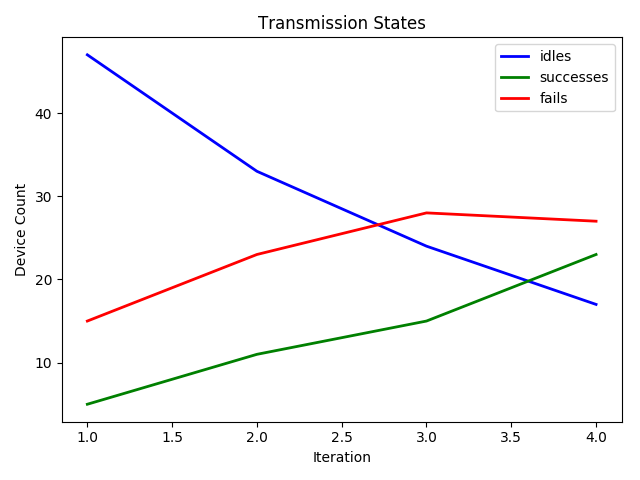 Transmission States
idles
successes
fails
Device Count
40
30
20
10
1.0 1.5 2.0 2.5 3.0 3.5 4.0
Iteration